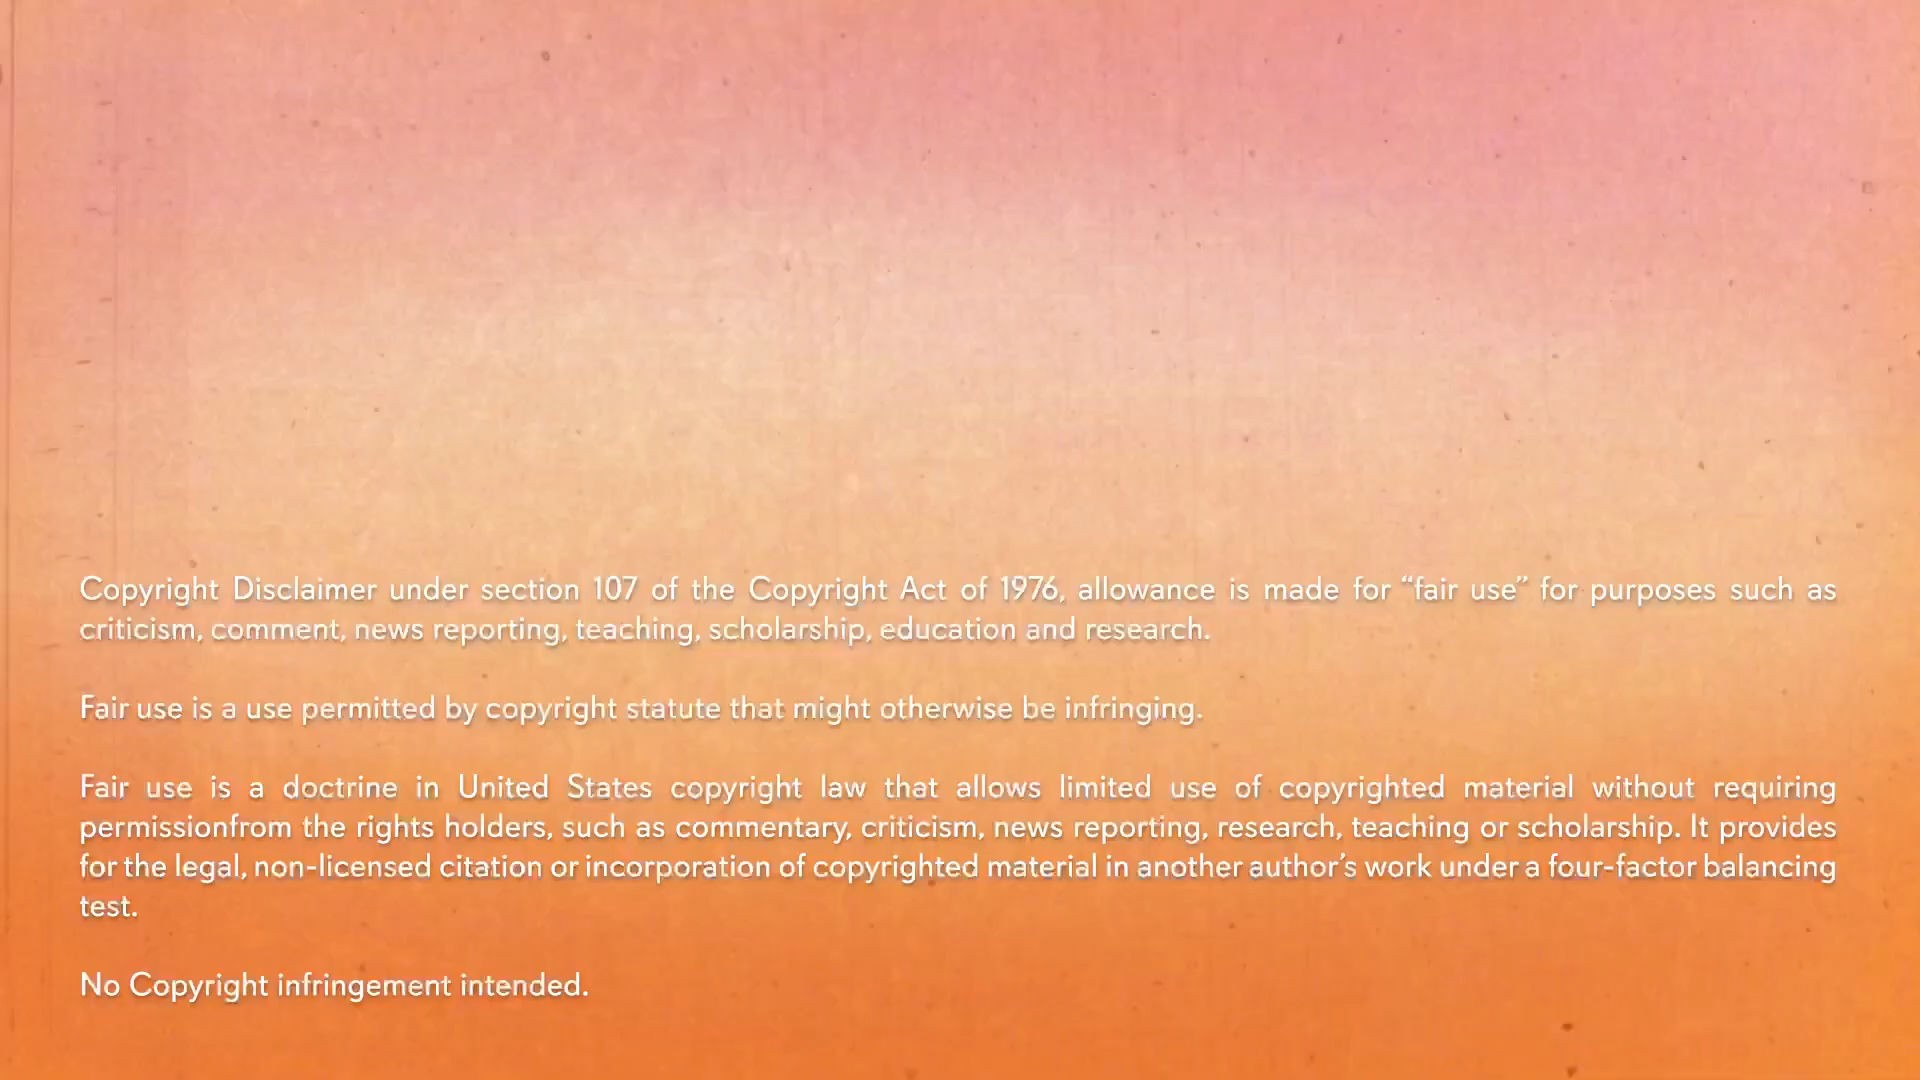 Copyright Disclaimer under section 107 of the Copyright Act of 1976, allowance is made for “fair use” for purposes such as
criticism, comment, news reporting, teaching, scholarship, education and research.
Fair use is a use permitted by copyright statute that might otherwise be infringing.
Fair use is a doctrine in United States copyright law that allows limited use of copyrighted material without requiring
permissionfrom the rights holders, such as commentary, criticism, news reporting, research, teaching or scholarship. It provides
for the legal, non-licensed citation or incorporation of copyrighted material in another author’s work under a four-factor balancing
test.
No Copyright infringement intended.